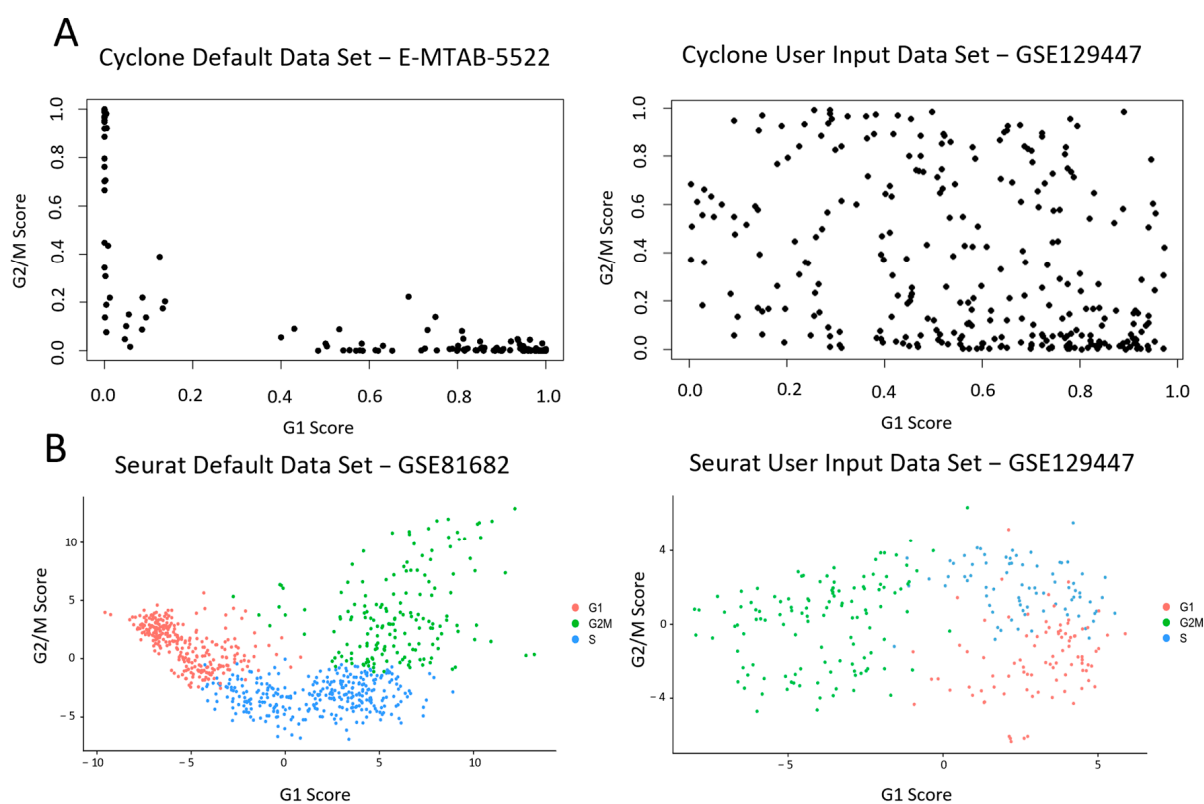 A
Cyclone Default Data Set – E-MTAB-5522
Cyclone User Input Data Set – GSE129447
G2/M Score
1.0
0.8
0.6
0.4
0.2
0.0
0.0 0.2 0.4 0.6 0.8 1.0
G1 Score
G2/M Score
1.0
0.8
0.6
0.4
0.2
0.0
0.0 0.2 0.4 0.6 0.8 1.0
G1 Score
B
Seurat Default Data Set – GSE81682
Seurat User Input Data Set – GSE129447
G2/M Score
10
5
0
–5
–10 –5 0 5 10
G1 Score
G1
G2M
S
G2/M Score
4
0
–4
–5 0 5
G1 Score
G1
G2M
S